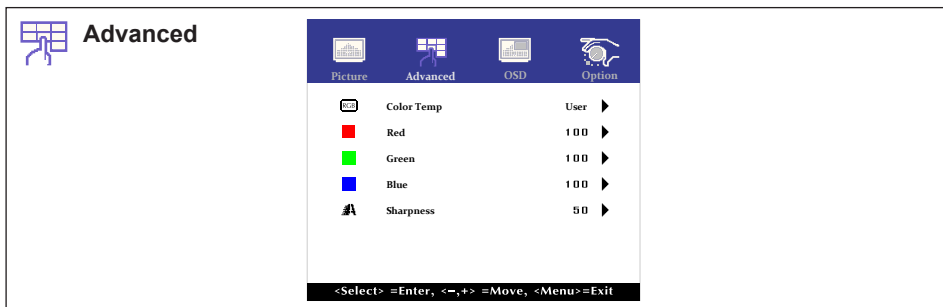 Advanced
Picture Advanced OSD Option
RGB Color Temp User
Red 100
Green 100
Blue 100
Sharpness 50
<Select> =Enter, <−,+> =Move, <Menu>=Exit